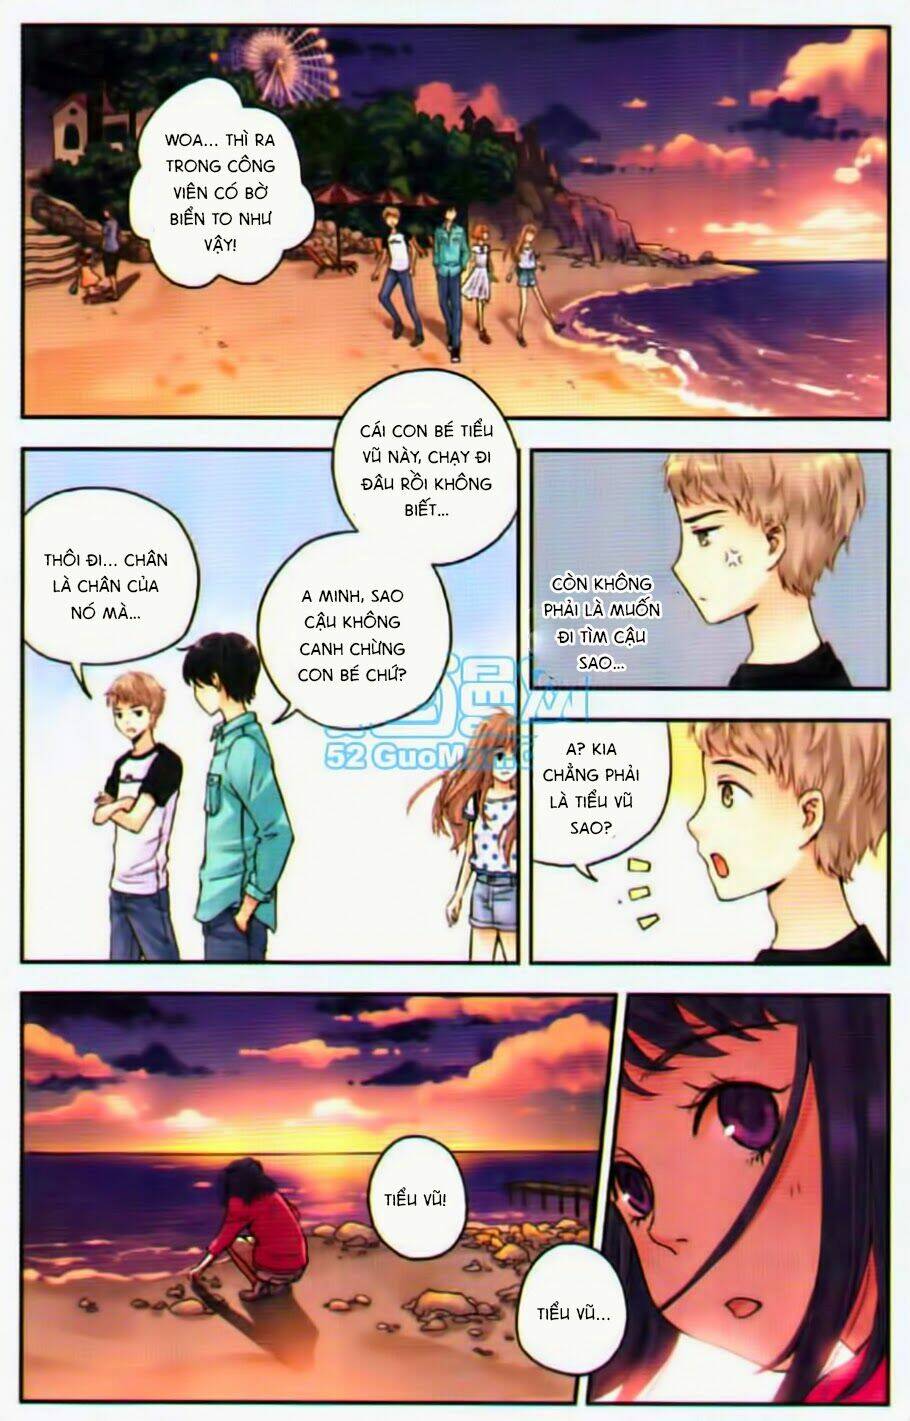 WOA... THÌ RA
TRONG CÔNG
VIÊN CÓ BỜ
BIỂN TO NHƯ
VẬY!
CÁI CON BÉ TIỂU
VŨ NÀY, CHẠY ĐI
ĐÂU RỒI KHÔNG
BIẾT...
A MINH, SAO
CẬU KHÔNG
CANH CHỪNG
CON BÉ CHỨ?
THÔI ĐI... CHÂN
LÀ CHÂN CỦA
NÓ MÀ...
CÒN KHÔNG
PHẢI LÀ MUỐN
ĐI TÌM CẬU
SAO...
A? KIA
CHẲNG PHẢI
LÀ TIỂU VŨ
SAO?
52 GuoMan.
TIỂU VŨ!
TIỂU VŨ...